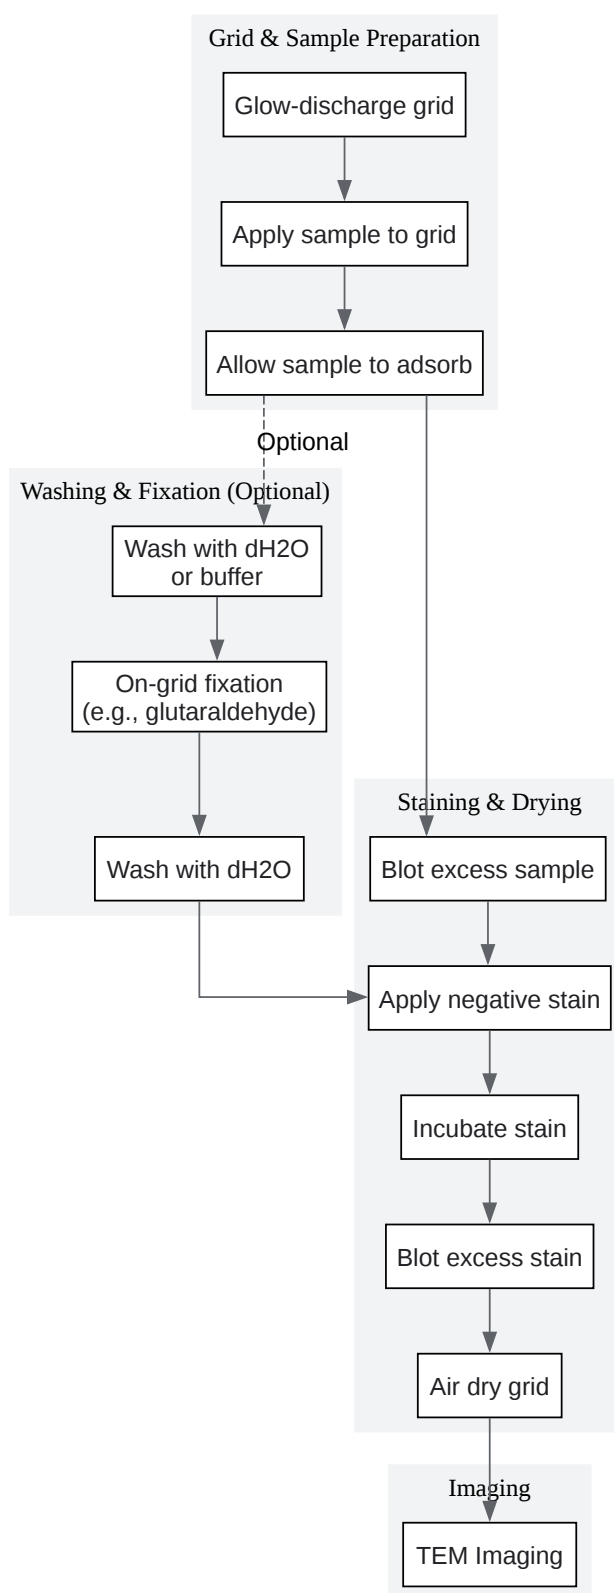 Grid & Sample Preparation
Glow-discharge grid
Apply sample to grid
Allow sample to adsorb
Optional
Washing & Fixation (Optional)
Wash with dH2O
or buffer
On-grid fixation
(e.g., glutaraldehyde)
Wash with dH2O
Staining & Drying
Blot excess sample
Apply negative stain
Incubate stain
Blot excess stain
Air dry grid
Imaging
TEM Imaging